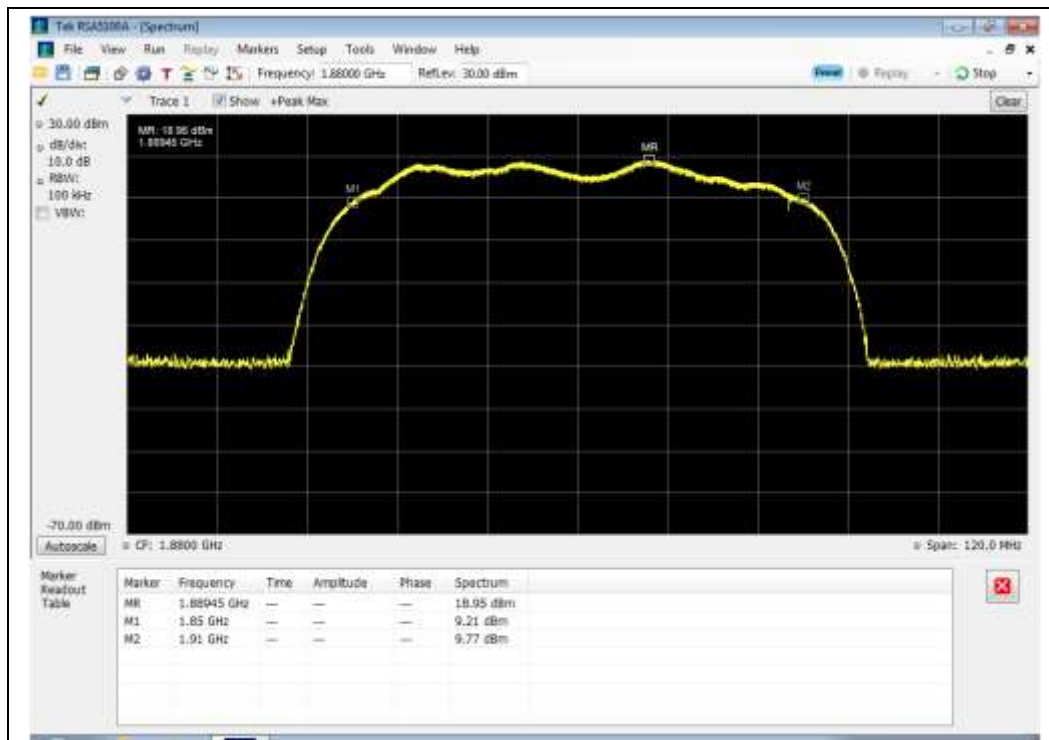 Tek RSA5100A - [Spectrum]
File View Run Replay Markers Setup Tools Window Help
Frequency: 1.88000 GHz RefLev: 30.00 dBm Preset Replay Stop
Trace 1 Show +Peak Max Clear
30.00 dBm
dB/div:
10.0 dB
RBW:
100 kHz
VBW:
MR: 18.95 dBm
1.88945 GHz
M1
MR
M2
-70.00 dBm
Autoscale CF: 1.8800 GHz Span: 120.0 MHz
Marker
Readout
Table
Marker Frequency Time Amplitude Phase Spectrum
MR 1.88945 GHz --- --- --- 18.95 dBm
M1 1.85 GHz --- --- --- 9.21 dBm
M2 1.91 GHz --- --- --- 9.77 dBm